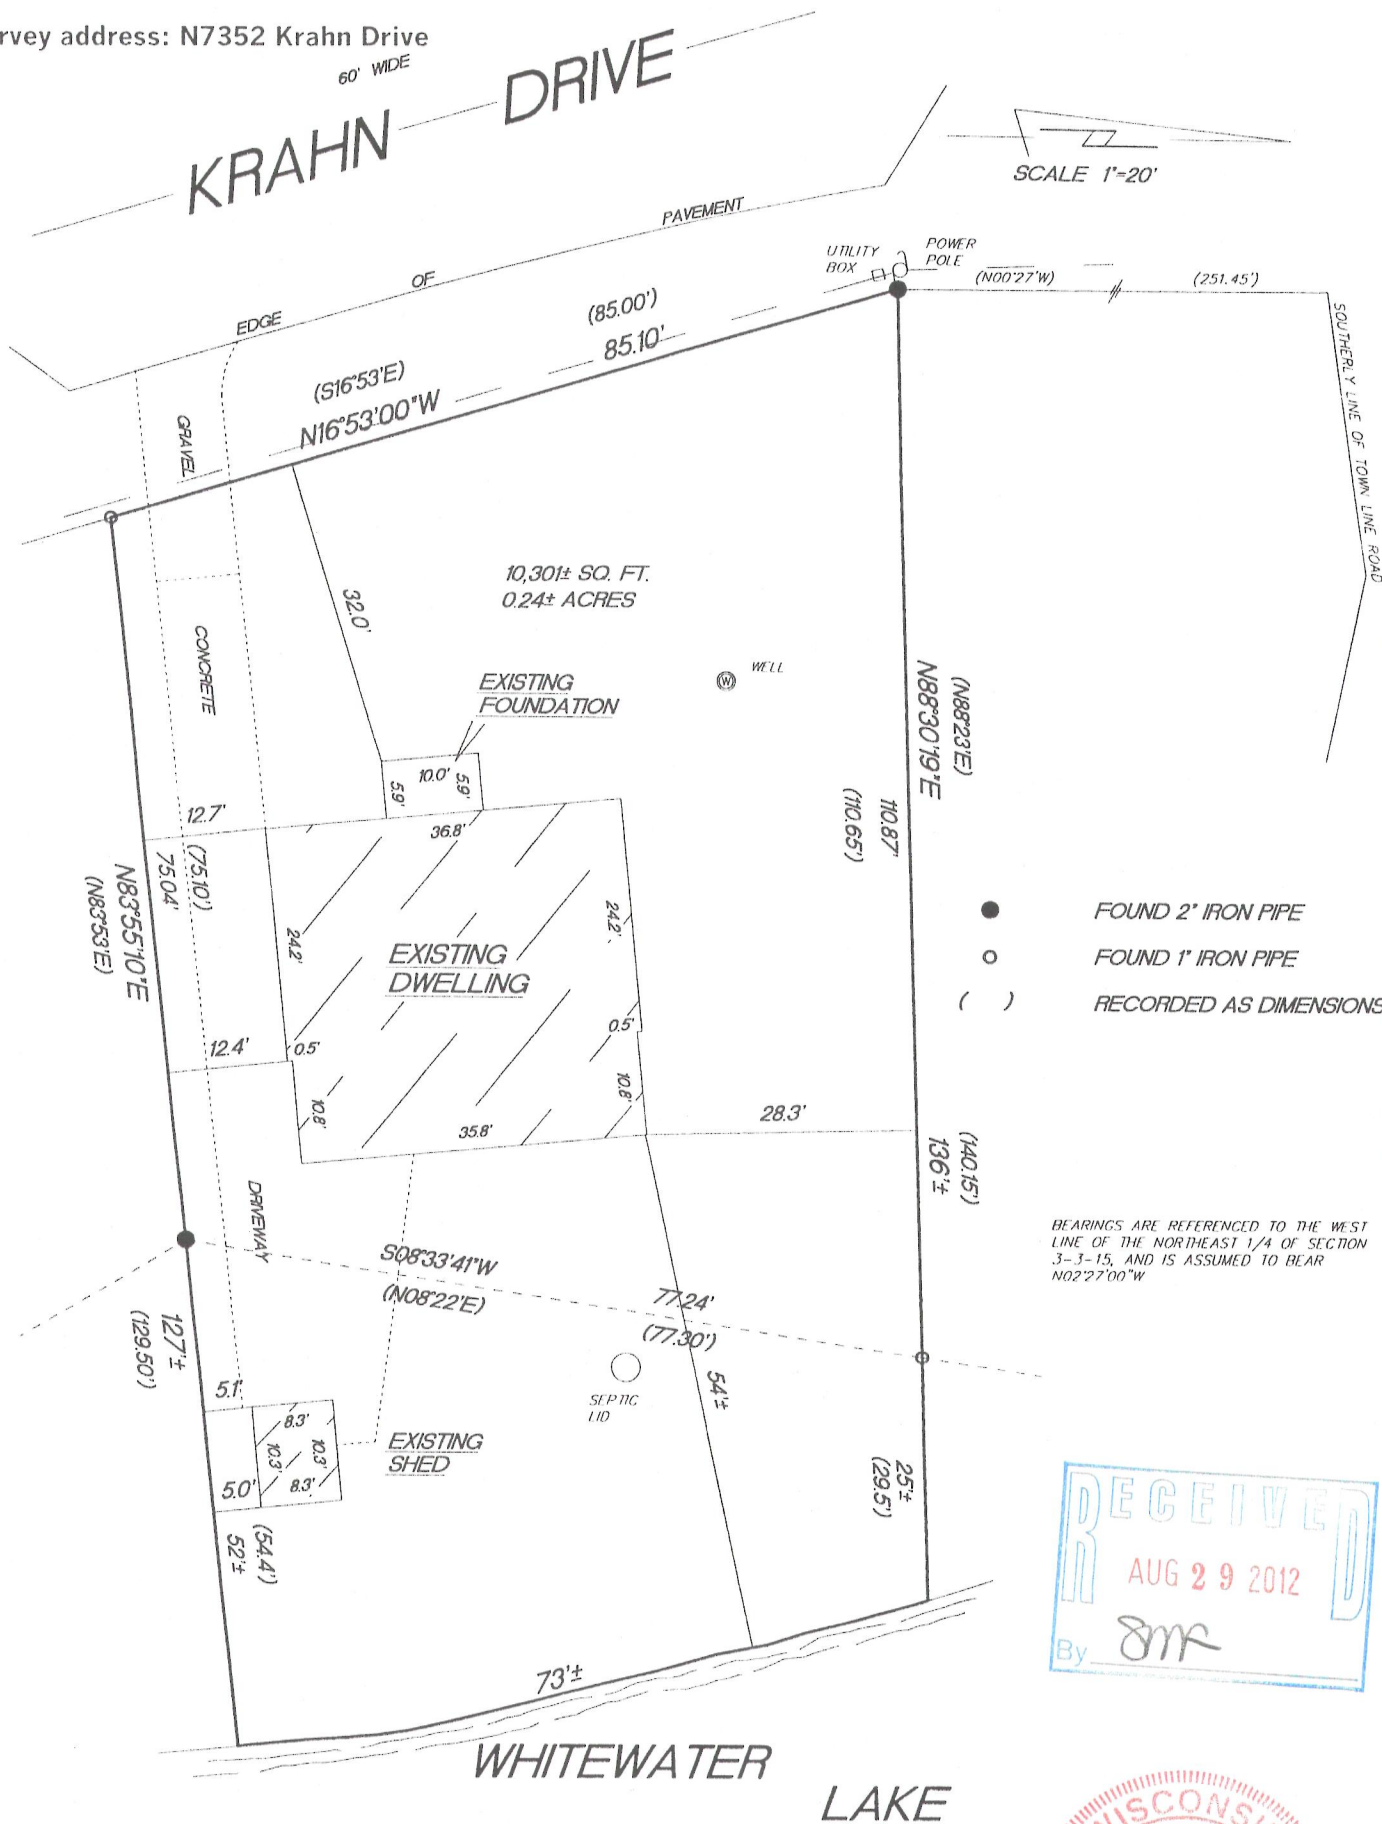 rvey address: N7352 Krahn Drive
60' WIDE
KRAHN DRIVE
SCALE 1"=20'
EDGE OF PAVEMENT
UTILITY
BOX
POWER
POLE
(N00°27'W)
(251.45')
SOUTHERLY LINE OF TOWN LINE ROAD
(85.00')
85.10'
(S16°53'E)
N16°53'00"W
GRAVEL
CONCRETE
32.0'
10,301± SQ. FT.
0.24± ACRES
WELL
W
EXISTING
FOUNDATION
10.0'
5.9'
5.9'
(N88°23'E)
N88°30'19"E
110.87'
(110.65')
12.7'
36.8'
(75.10')
75.04'
N83°55'10"E
(N83°53'E)
24.2'
24.2'
EXISTING
DWELLING
FOUND 2" IRON PIPE
FOUND 1" IRON PIPE
( ) RECORDED AS DIMENSIONS
12.4'
0.5'
0.5'
10.8'
10.8'
35.8'
28.3'
(140.15')
136'±
DRIVEWAY
BEARINGS ARE REFERENCED TO THE WEST
LINE OF THE NORTHEAST 1/4 OF SECTION
3-3-15, AND IS ASSUMED TO BEAR
N02°27'00"W
S08°33'41"W
(N08°22'E)
77.24'
(77.30')
127'±
(129.50')
SEPTIC
LID
54'±
5.1'
8.3'
10.3'
10.3'
8.3'
5.0'
EXISTING
SHED
25'±
(29.5')
(54.4')
52'±
RECEIVED
AUG 29 2012
By SMR
73'±
WHITEWATER
LAKE
WISCONSI